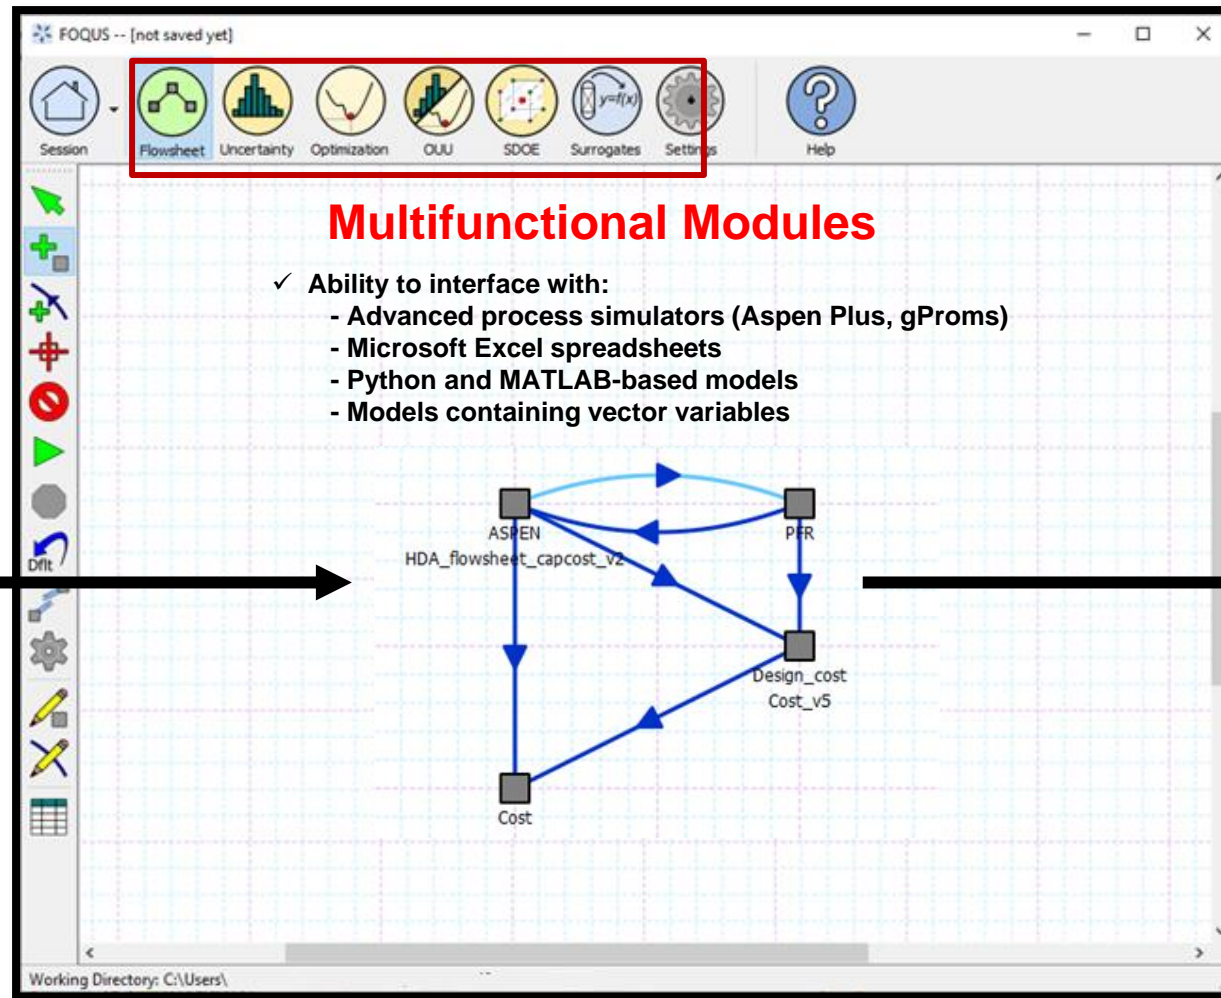 FOQUS -- [not saved yet]
Session
Flowsheet
Uncertainty
Optimization
OUU
SDOE
y=f(x)
Surrogates
Settings
Help
Multifunctional Modules
✓ Ability to interface with:
- Advanced process simulators (Aspen Plus, gProms)
- Microsoft Excel spreadsheets
- Python and MATLAB-based models
- Models containing vector variables
Dflt
ASPEN
HDA_flowsheet_capcost_v2
PFR
Design_cost
Cost_v5
Cost
Working Directory: C:\Users\